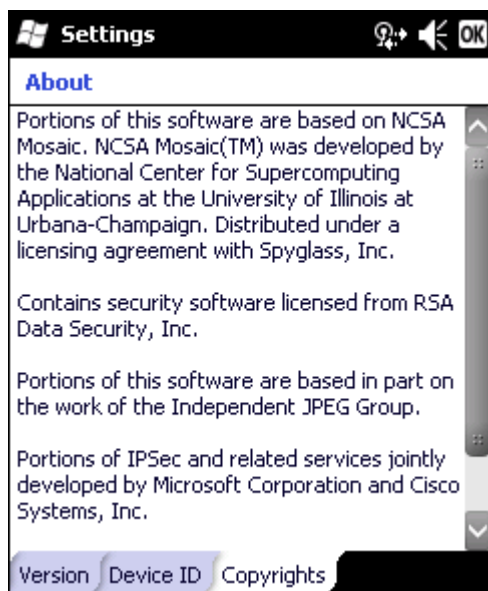 Settings
OK
About
Portions of this software are based on NCSA
Mosaic. NCSA Mosaic(TM) was developed by
the National Center for Supercomputing
Applications at the University of Illinois at
Urbana-Champaign. Distributed under a
licensing agreement with Spyglass, Inc.
Contains security software licensed from RSA
Data Security, Inc.
Portions of this software are based in part on
the work of the Independent JPEG Group.
Portions of IPSec and related services jointly
developed by Microsoft Corporation and Cisco
Systems, Inc.
Version Device ID Copyrights